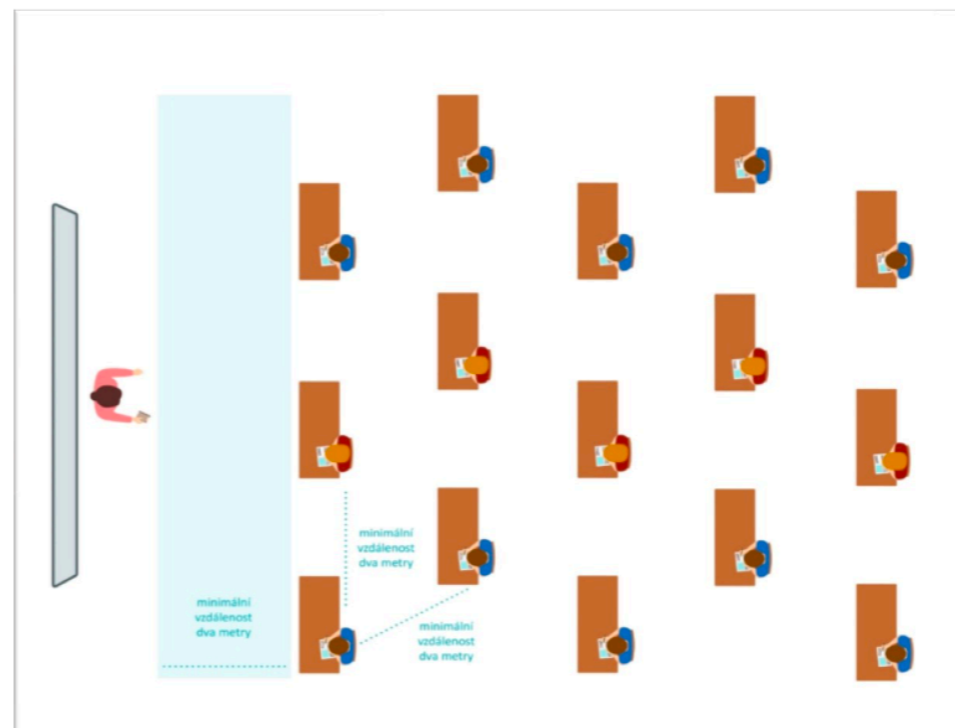 minimální
vzdálenost
dva metry
minimální
vzdálenost
dva metry
minimální
vzdálenost
dva metry